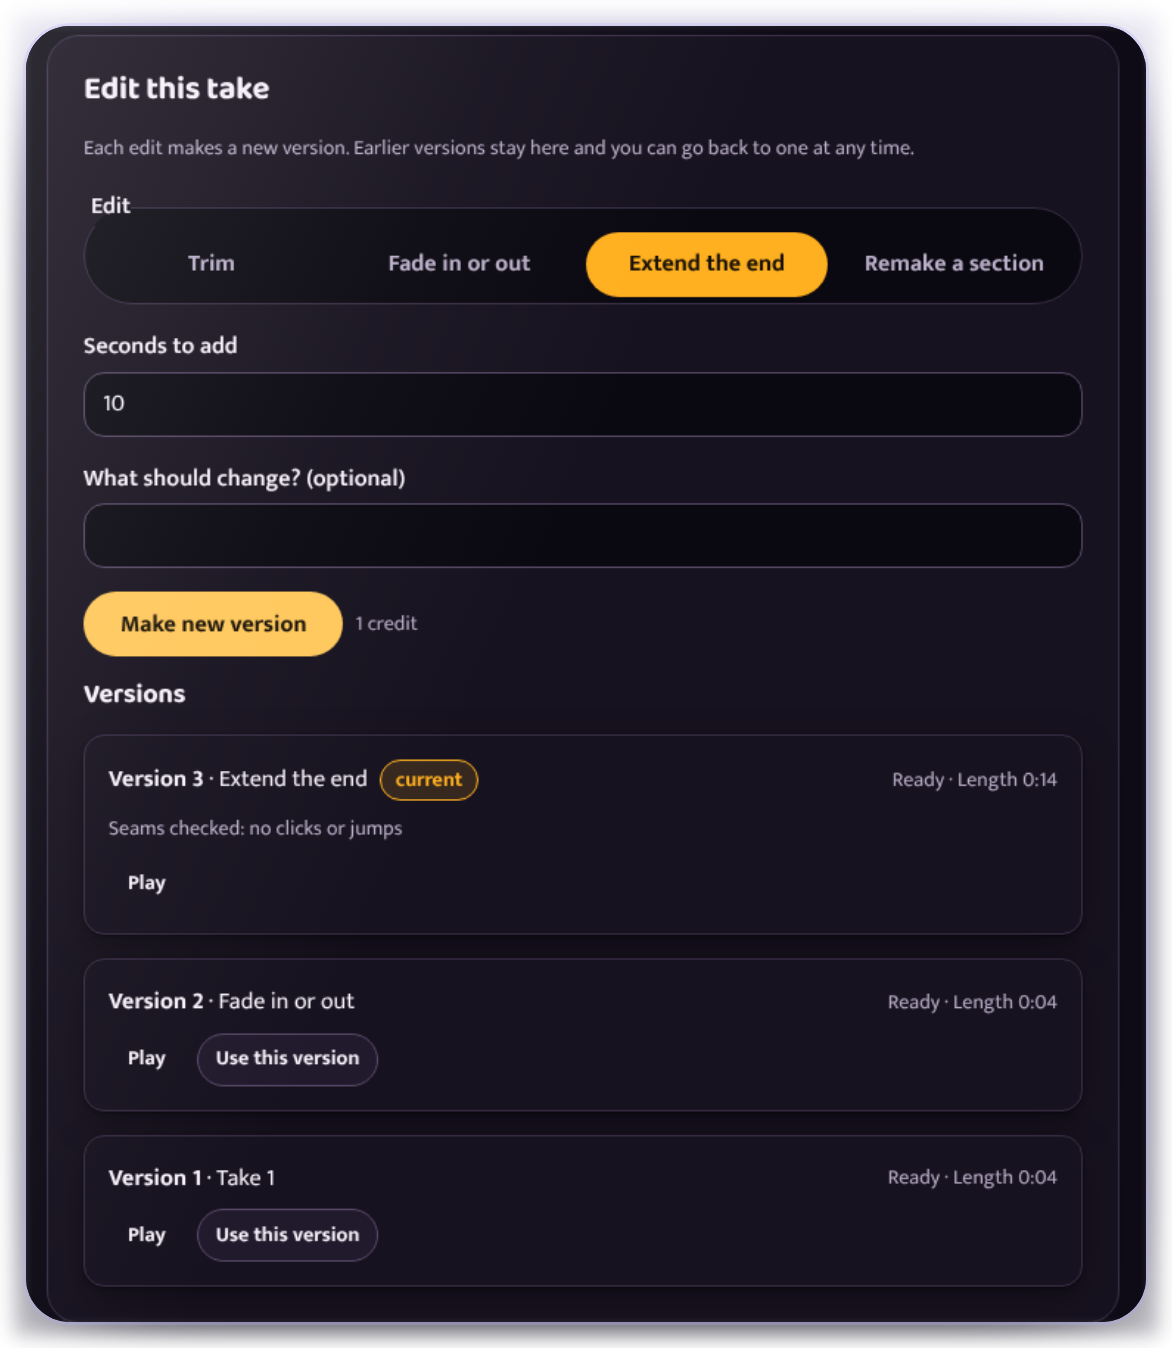 Edit this take
Each edit makes a new version. Earlier versions stay here and you can go back to one at any time.
Edit
Trim Fade in or out Extend the end Remake a section
Seconds to add
10
What should change? (optional)
Make new version 1 credit
Versions
Version 3 · Extend the end current Ready · Length 0:14
Seams checked: no clicks or jumps
Play
Version 2 · Fade in or out Ready · Length 0:04
Play Use this version
Version 1 · Take 1 Ready · Length 0:04
Play Use this version